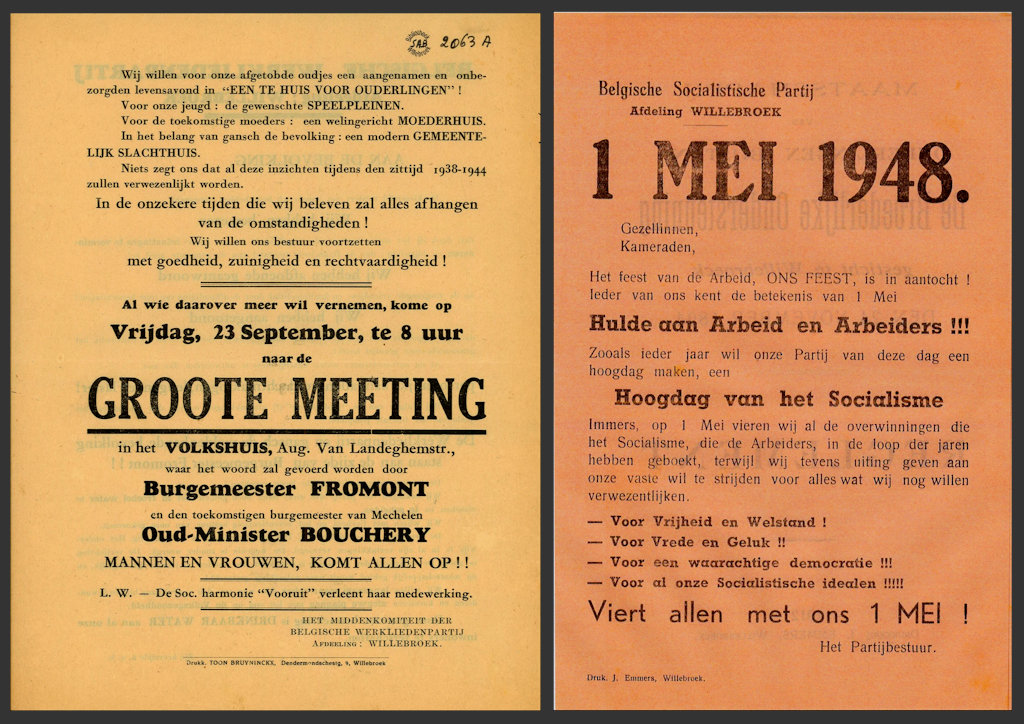 SAB 2063 A
Wij willen voor onze afgetobde oudjes een aangenamen en onbe-
zorgden levensavond in "EEN TE HUIS VOOR OUDERLINGEN" !
Voor onze jeugd : de gewenschte SPEELPLEINEN.
Voor de toekomstige moeders : een welingericht MOEDERHUIS.
In het belang van gansch de bevolking : een modern GEMEENTE-
LIJK SLACHTHUIS.
Niets zegt ons dat al deze inzichten tijdens den zittijd 1938-1944
zullen verwezenlijkt worden.
In de onzekere tijden die wij beleven zal alles afhangen
van de omstandigheden !
Wij willen ons bestuur voortzetten
met goedheid, zuinigheid en rechtvaardigheid !
Al wie daarover meer wil vernemen, kome op
Vrijdag, 23 September, te 8 uur
naar de
GROOTE MEETING
in het VOLKSHUIS, Aug. Van Landeghemstr.,
waar het woord zal gevoerd worden door
Burgemeester FROMONT
en den toekomstigen burgemeester van Mechelen
Oud-Minister BOUCHERY
MANNEN EN VROUWEN, KOMT ALLEN OP ! !
L. W. — De Soc. harmonie "Vooruit" verleent haar medewerking.
HET MIDDENKOMITEIT DER
BELGISCHE WERKLIEDENPARTIJ
AFDEELING : WILLEBROEK.
Drukk. TOON BRUYNINCKX, Dendermondschestg, 9, Willebroek
Belgische Socialistische Partij
Afdeling WILLEBROEK
1 MEI 1948.
Gezellinnen,
Kameraden,
Het feest van de Arbeid, ONS FEEST, is in aantocht !
Ieder van ons kent de betekenis van 1 Mei
Hulde aan Arbeid en Arbeiders !!!
Zooals ieder jaar wil onze Partij van deze dag een
hoogdag maken, een
Hoogdag van het Socialisme
Immers, op 1 Mei vieren wij al de overwinningen die
het Socialisme, die de Arbeiders, in de loop der jaren
hebben geboekt, terwijl wij tevens uiting geven aan
onze vaste wil te strijden voor alles wat wij nog willen
verwezentlijken.
— Voor Vrijheid en Welstand !
— Voor Vrede en Geluk !!
— Voor een waarachtige democratie !!!
— Voor al onze Socialistische idealen !!!!!
Viert allen met ons 1 MEI !
Het Partijbestuur.
Druk. J. Emmers, Willebroek.